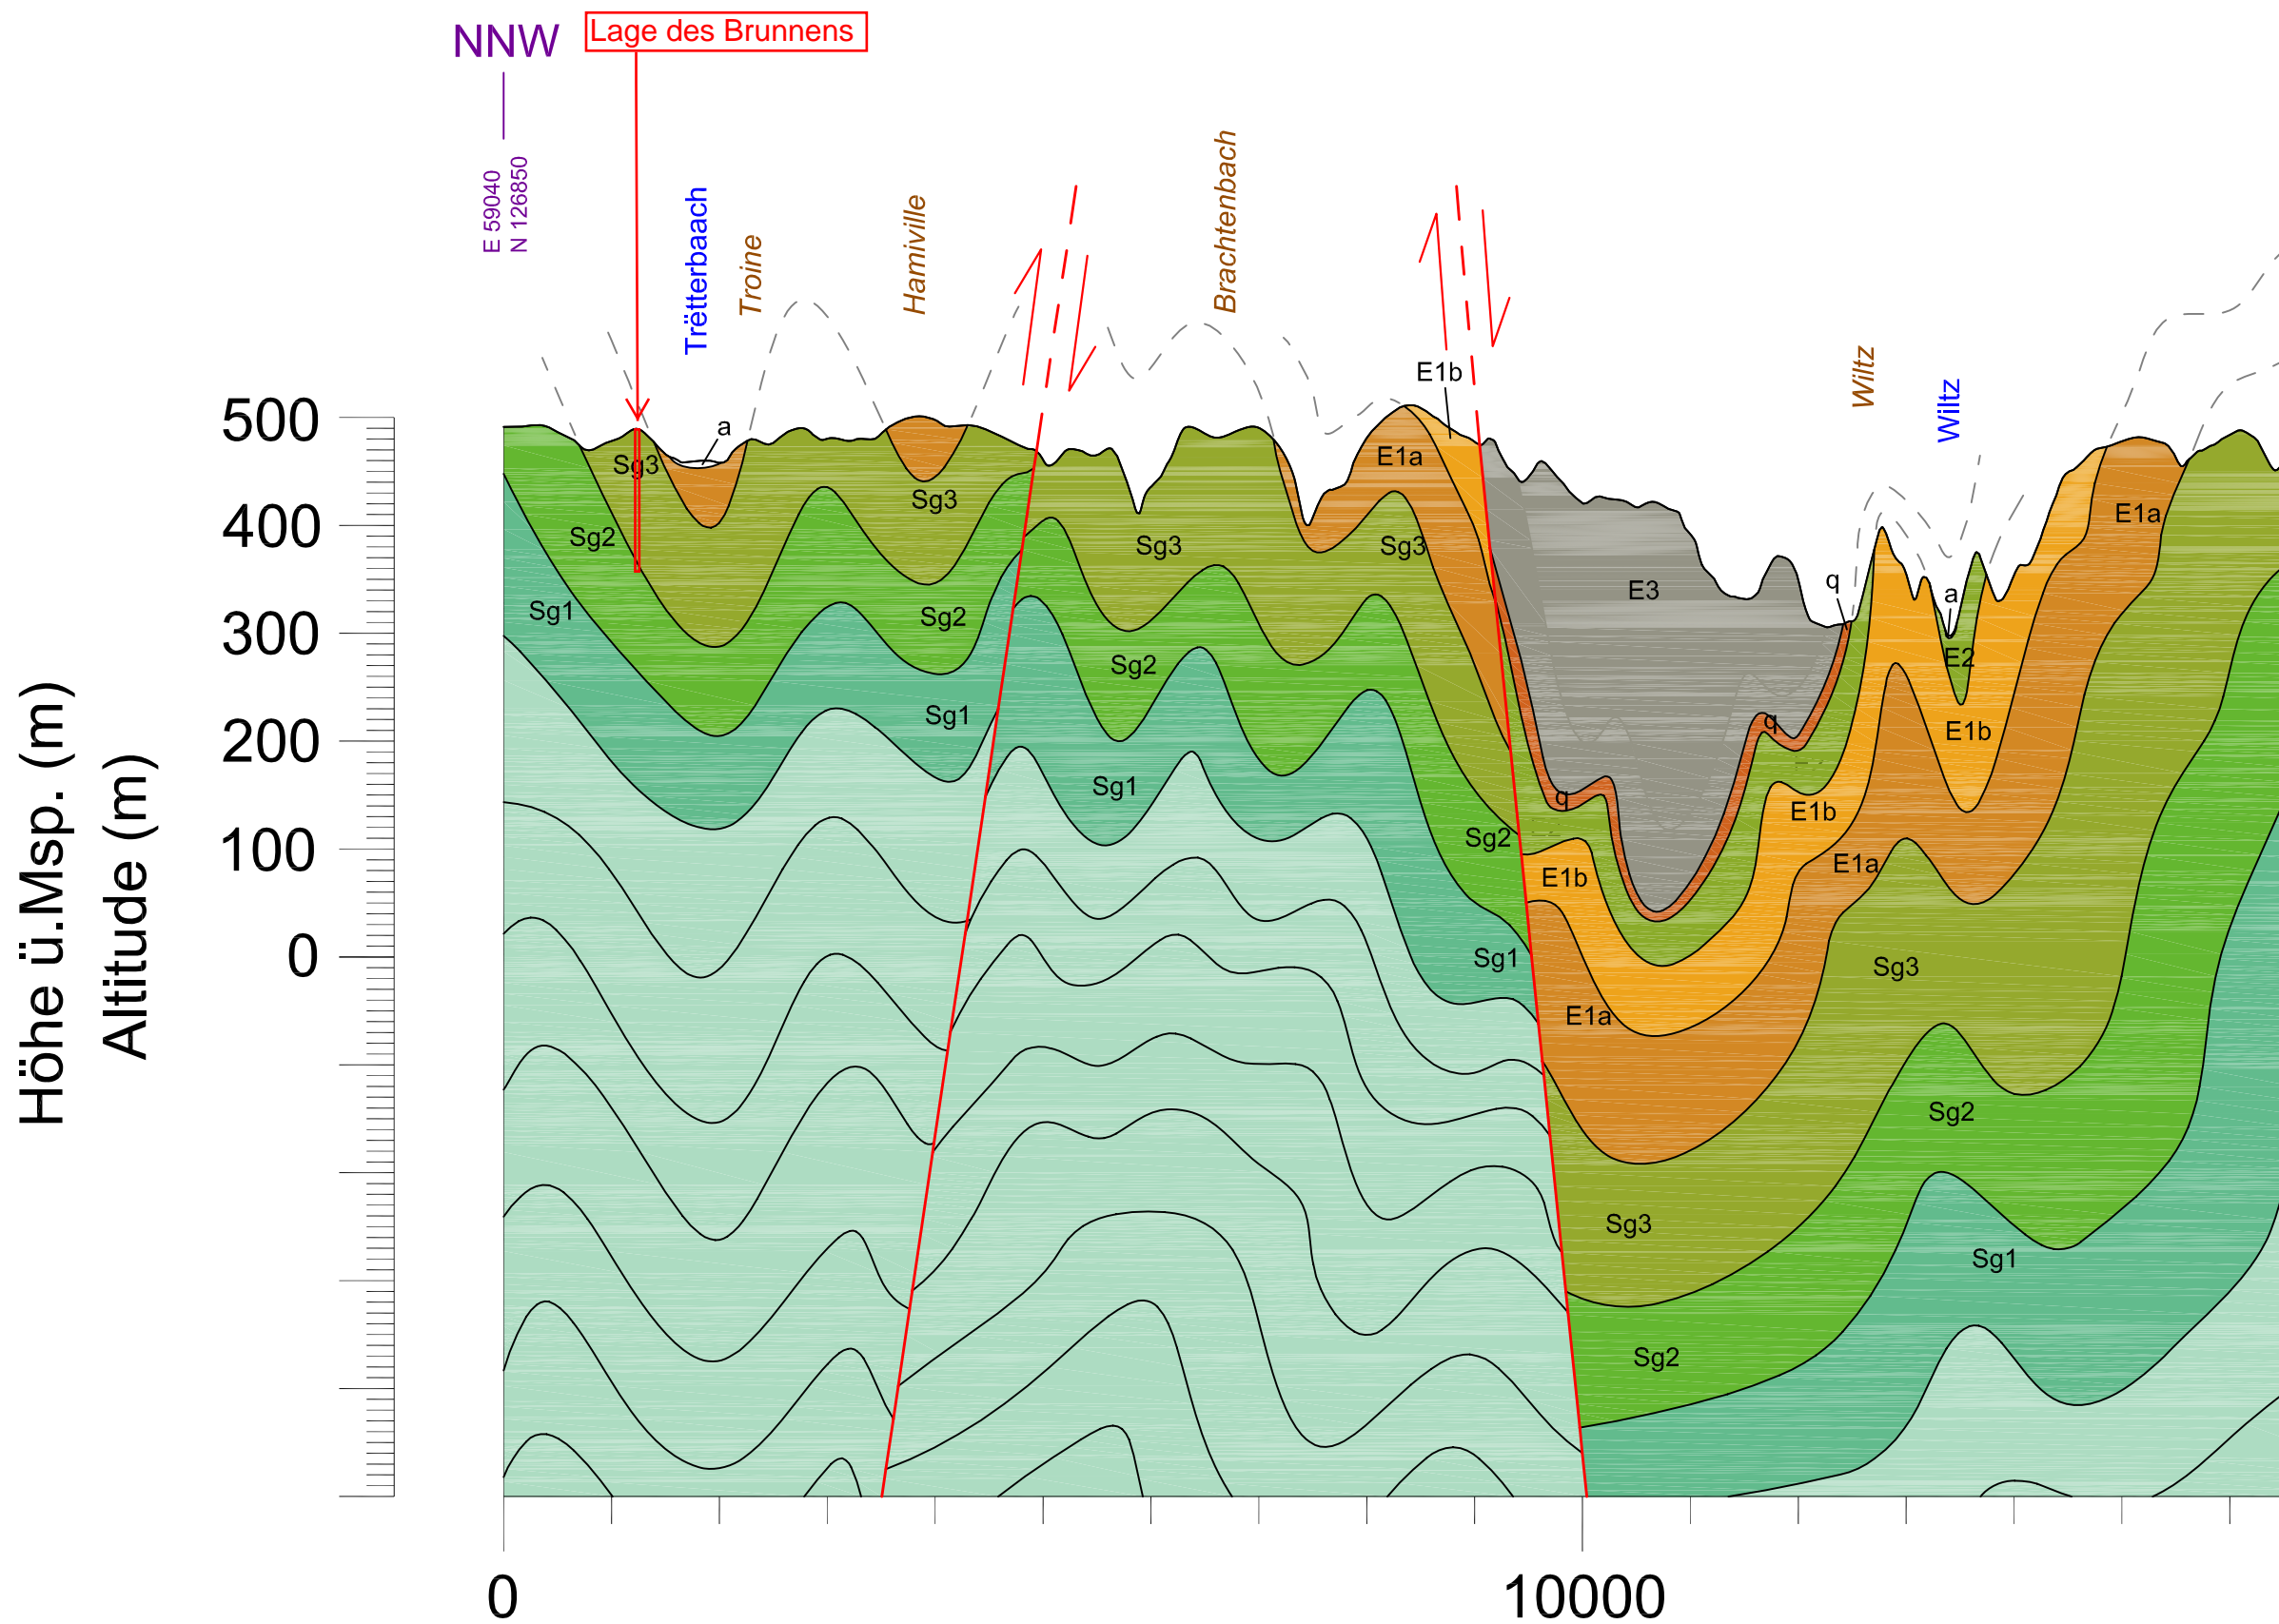 NNW
Lage des Brunnens
E 59040
N 126850
Trëtterbaach
Troine
Hamiville
Brachtenbach
Wiltz
Wiltz
Höhe ü.Msp. (m)
Altitude (m)
500
400
300
200
100
0
a
Sg3
Sg2
Sg1
Sg3
Sg2
Sg1
Sg3
Sg2
Sg1
E1b
E1a
Sg3
Sg2
Sg1
E3
q
q
q
a
E2
E1b
E1b
E1a
E1b
E1a
E1a
Sg3
Sg3
Sg2
Sg2
Sg1
0
10000